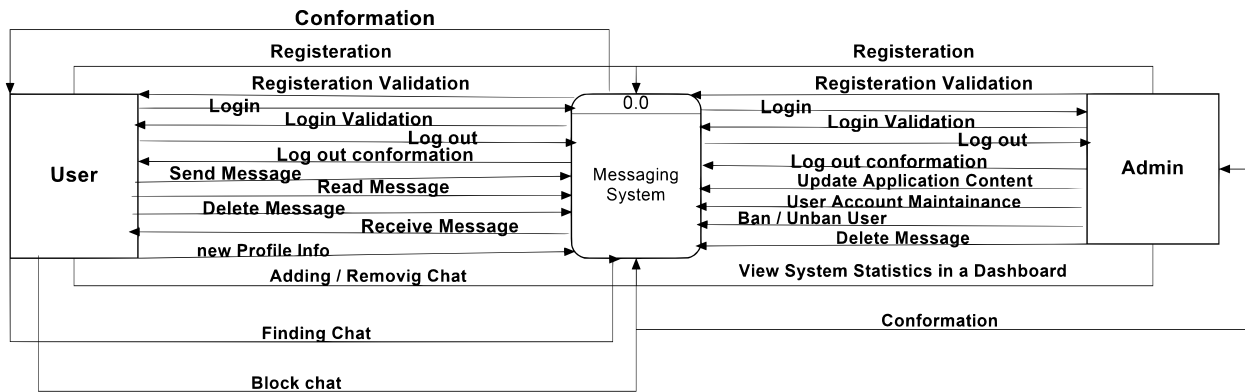 Conformation
Registeration
Registeration
Registeration Validation
Registeration Validation
0.0
Login
Login
Login Validation
Login Validation
Log out
Log out
Log out conformation
Log out conformation
User
Send Message
Messaging
System
Admin
Update Application Content
Read Message
User Account Maintainance
Delete Message
Ban / Unban User
Receive Message
Delete Message
new Profile Info
Adding / Removig Chat
View System Statistics in a Dashboard
Conformation
Finding Chat
Block chat